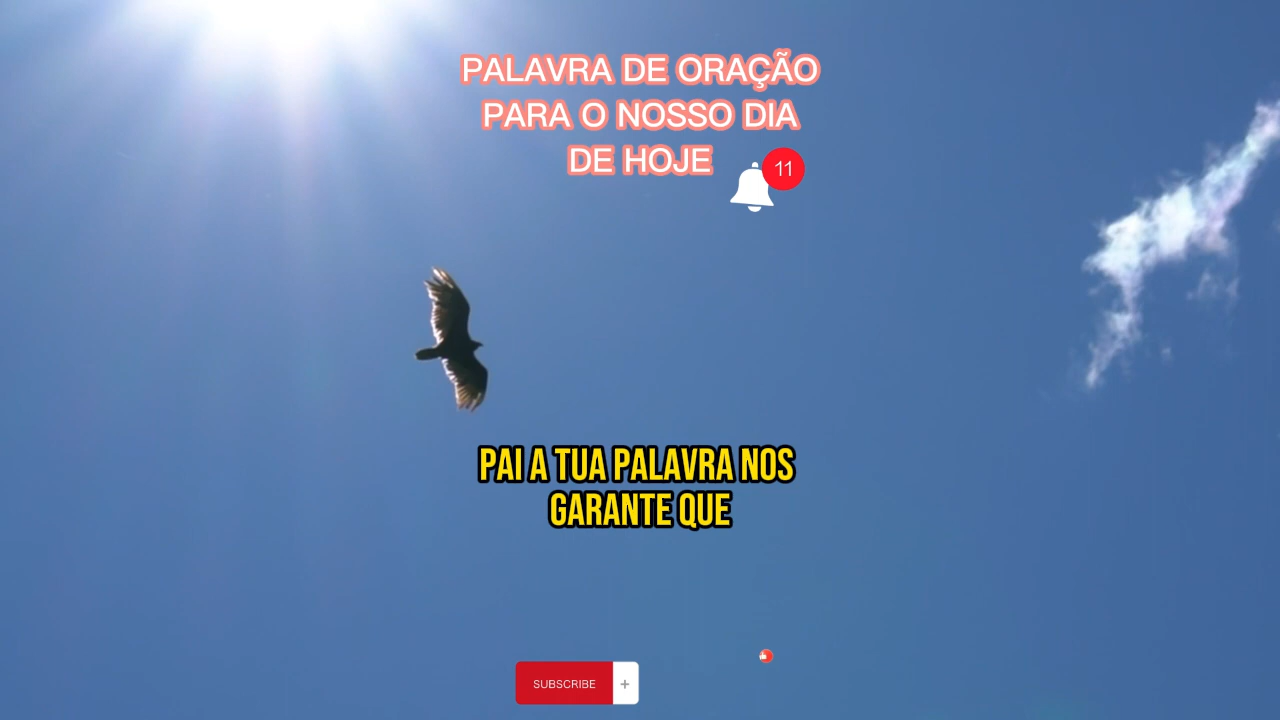 PALAVRA DE ORAÇÃO
PARA O NOSSO DIA
DE HOJE
11
PAI A TUA PALAVRA NOS
GARANTE QUE
SUBSCRIBE +